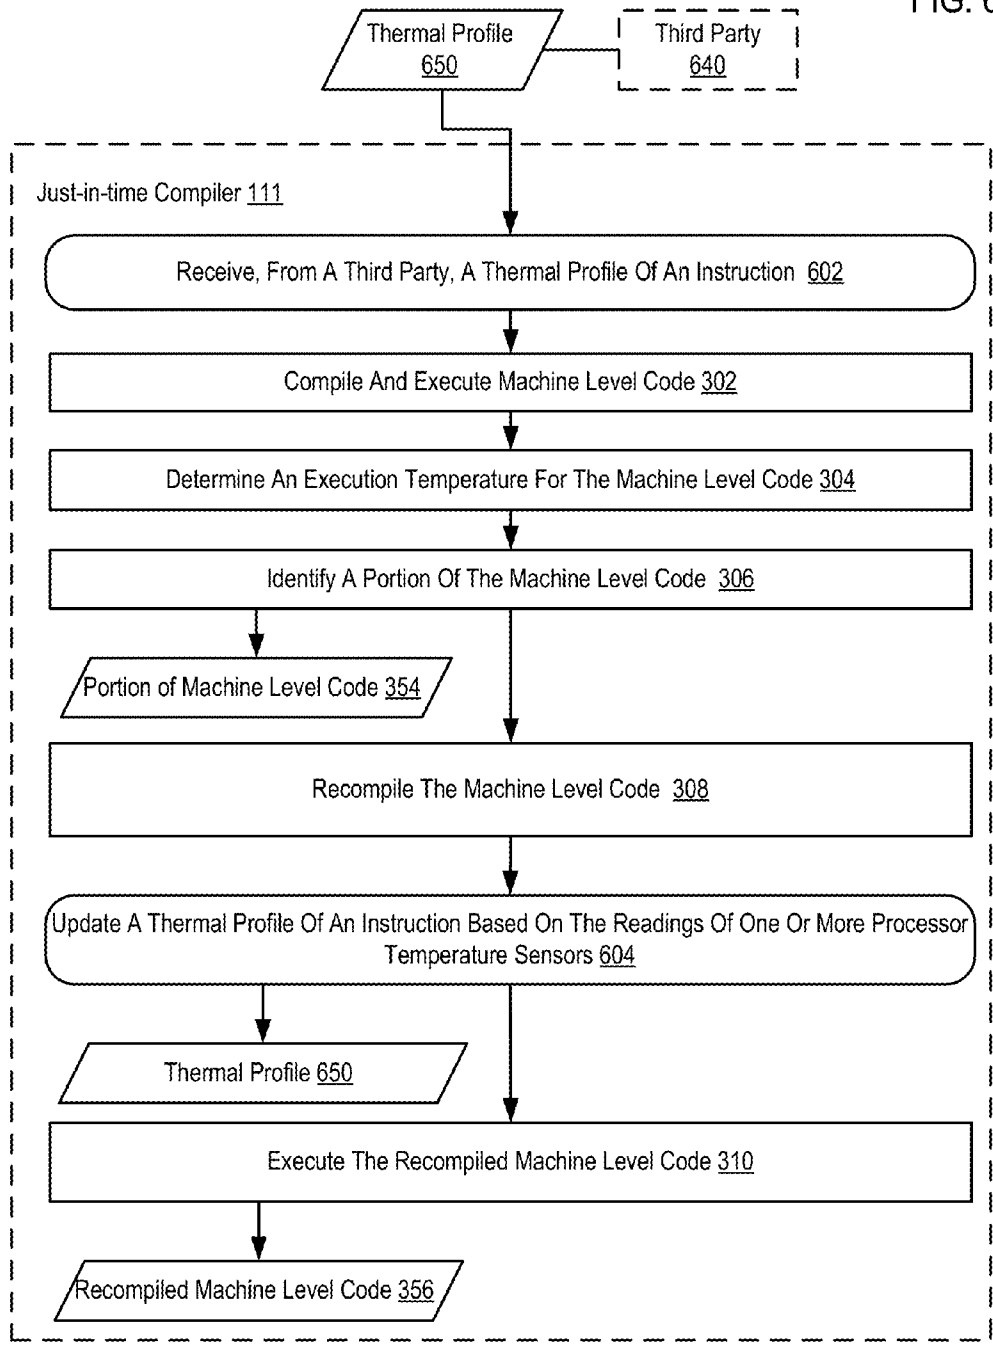 FIG. 6
Thermal Profile
650
Third Party
640
Just-in-time Compiler 111
Receive, From A Third Party, A Thermal Profile Of An Instruction 602
Compile And Execute Machine Level Code 302
Determine An Execution Temperature For The Machine Level Code 304
Identify A Portion Of The Machine Level Code 306
Portion of Machine Level Code 354
Recompile The Machine Level Code 308
Update A Thermal Profile Of An Instruction Based On The Readings Of One Or More Processor
Temperature Sensors 604
Thermal Profile 650
Execute The Recompiled Machine Level Code 310
Recompiled Machine Level Code 356